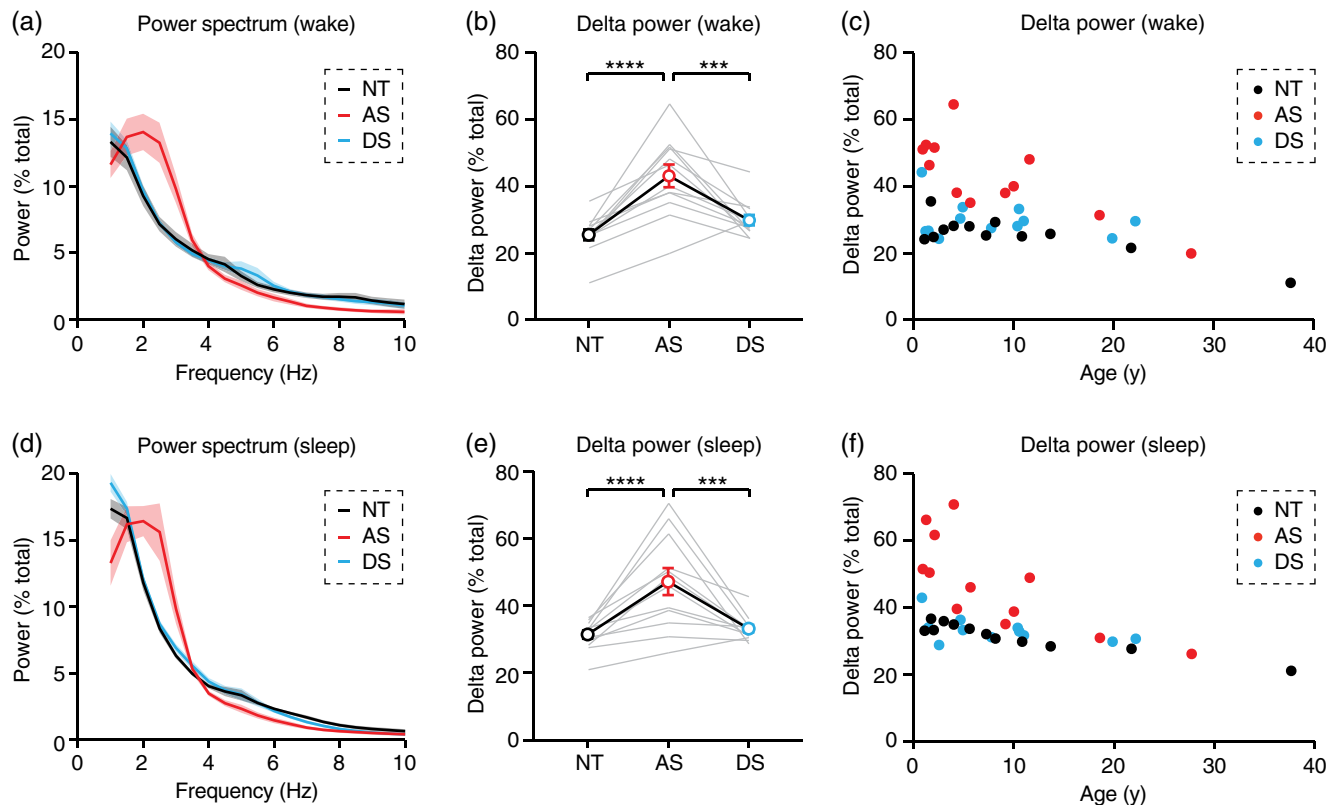 (a)
Power spectrum (wake)
Power (% total)
20
15
10
5
0
0 2 4 6 8 10
Frequency (Hz)
NT
AS
DS
(b)
Delta power (wake)
Delta power (% total)
80
60
40
20
0
**** ***
NT AS DS
(c)
Delta power (wake)
Delta power (% total)
80
60
40
20
0
0 10 20 30 40
Age (y)
NT
AS
DS
(d)
Power spectrum (sleep)
Power (% total)
20
15
10
5
0
0 2 4 6 8 10
Frequency (Hz)
NT
AS
DS
(e)
Delta power (sleep)
Delta power (% total)
80
60
40
20
0
**** ***
NT AS DS
(f)
Delta power (sleep)
Delta power (% total)
80
60
40
20
0
0 10 20 30 40
Age (y)
NT
AS
DS